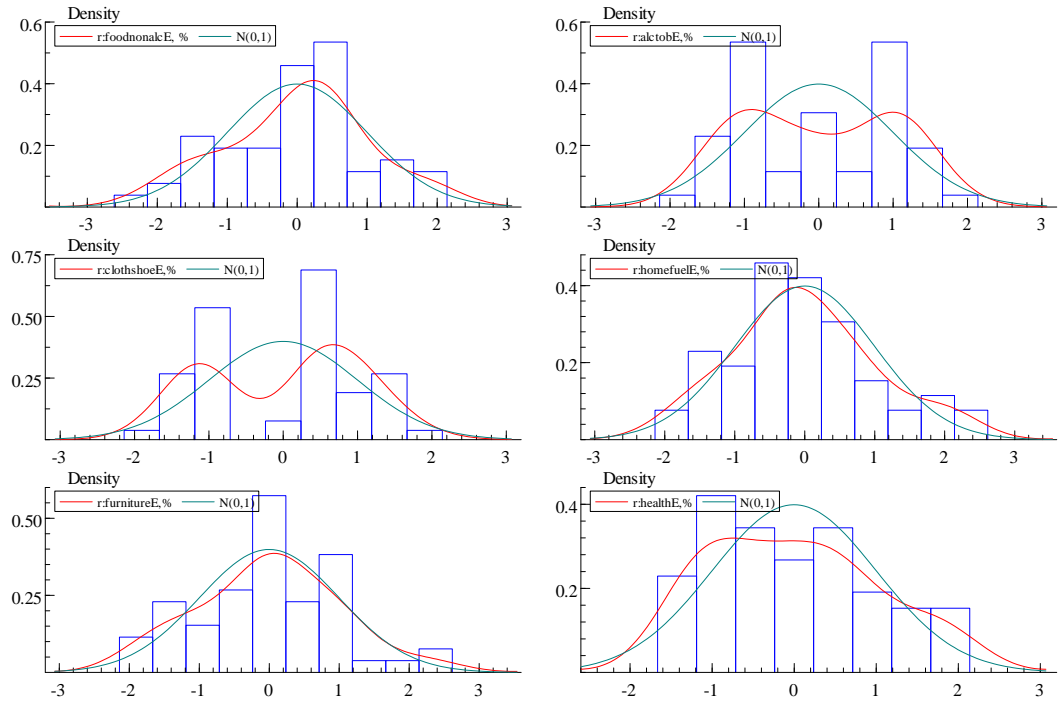 Density
0.6 r:foodnonalcE, % N(0,1)
0.4
0.2
-3 -2 -1 0 1 2 3
Density
0.6 r:alctobE,% N(0,1)
0.4
0.2
-3 -2 -1 0 1 2 3
Density
0.75 r:clothshoeE,% N(0,1)
0.50
0.25
-3 -2 -1 0 1 2 3
Density
r:homefuelE,% N(0,1)
0.4
0.2
-3 -2 -1 0 1 2 3
Density
r:furnitureE,% N(0,1)
0.50
0.25
-3 -2 -1 0 1 2 3
Density
r:healthE,% N(0,1)
0.4
0.2
-2 -1 0 1 2 3